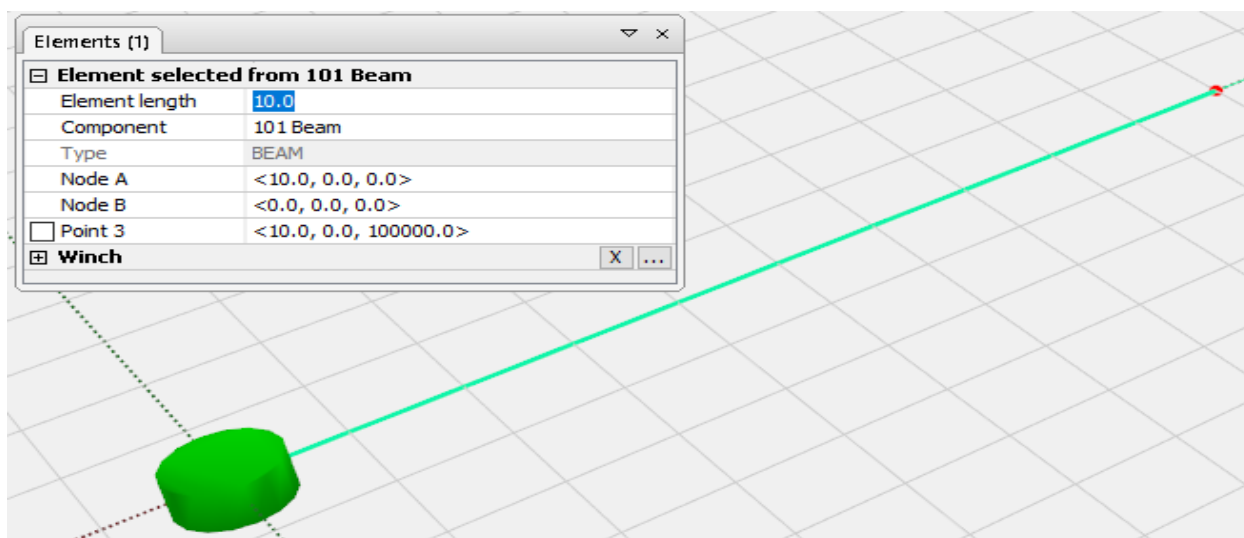 Elements (1)
Element selected from 101 Beam
Element length 10.0
Component 101 Beam
Type BEAM
Node A <10.0, 0.0, 0.0>
Node B <0.0, 0.0, 0.0>
Point 3 <10.0, 0.0, 100000.0>
Winch X ...